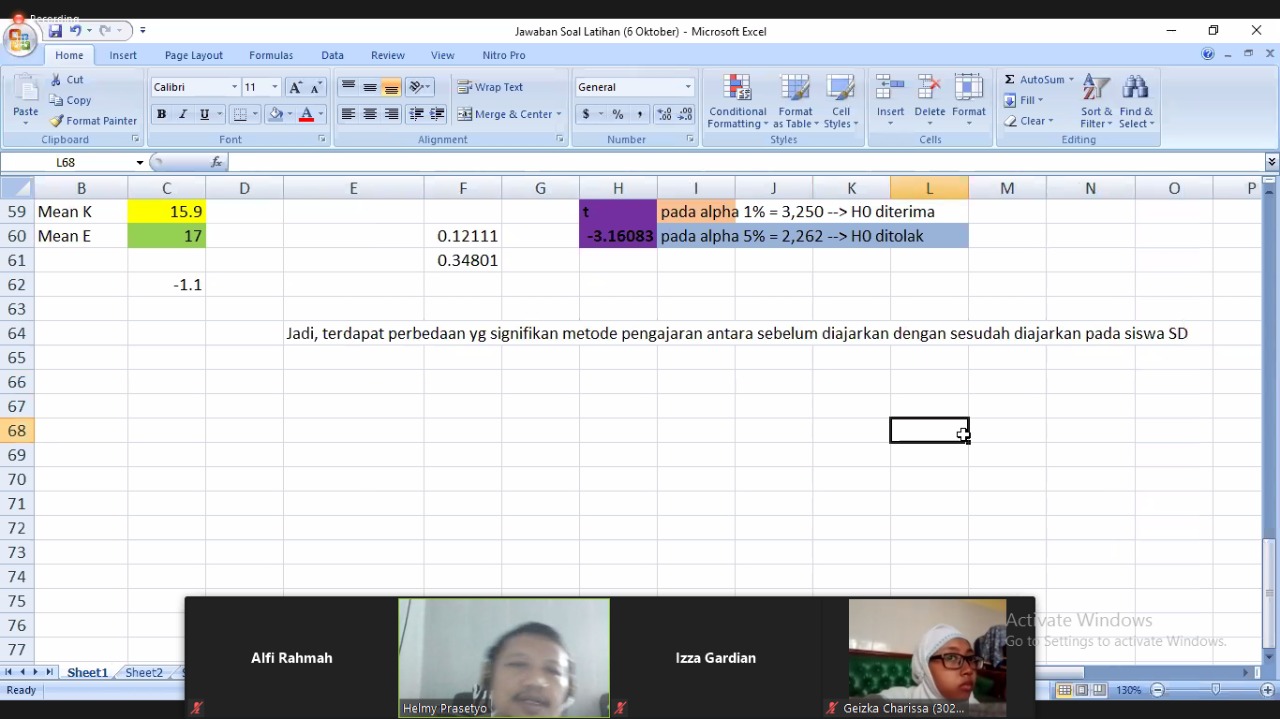 Recording
Jawaban Soal Latihan (6 Oktober) - Microsoft Excel
Home Insert Page Layout Formulas Data Review View Nitro Pro
Paste
Cut
Copy
Format Painter
Clipboard
Calibri 11
B I U
Font
Wrap Text
Merge & Center
Alignment
General
$ % ,
Number
Conditional Formatting
Format as Table
Cell Styles
Styles
Insert Delete Format
Cells
Σ AutoSum
Fill
Clear
Sort & Filter
Find & Select
Editing
L68 fx
B C D E F G H I J K L M N O P
59 Mean K 15.9 t pada alpha 1% = 3,250 --> H0 diterima
60 Mean E 17 0.12111 -3.16083 pada alpha 5% = 2,262 --> H0 ditolak
61 0.34801
62 -1.1
63
64 Jadi, terdapat perbedaan yg signifikan metode pengajaran antara sebelum diajarkan dengan sesudah diajarkan pada siswa SD
65
66
67
68
69
70
71
72
73
74
75
76
77
Alfi Rahmah
Helmy Prasetyo
Izza Gardian
Geizka Charissa (302...
Activate Windows
Go to Settings to activate Windows.
Sheet1 Sheet2
Ready 130%